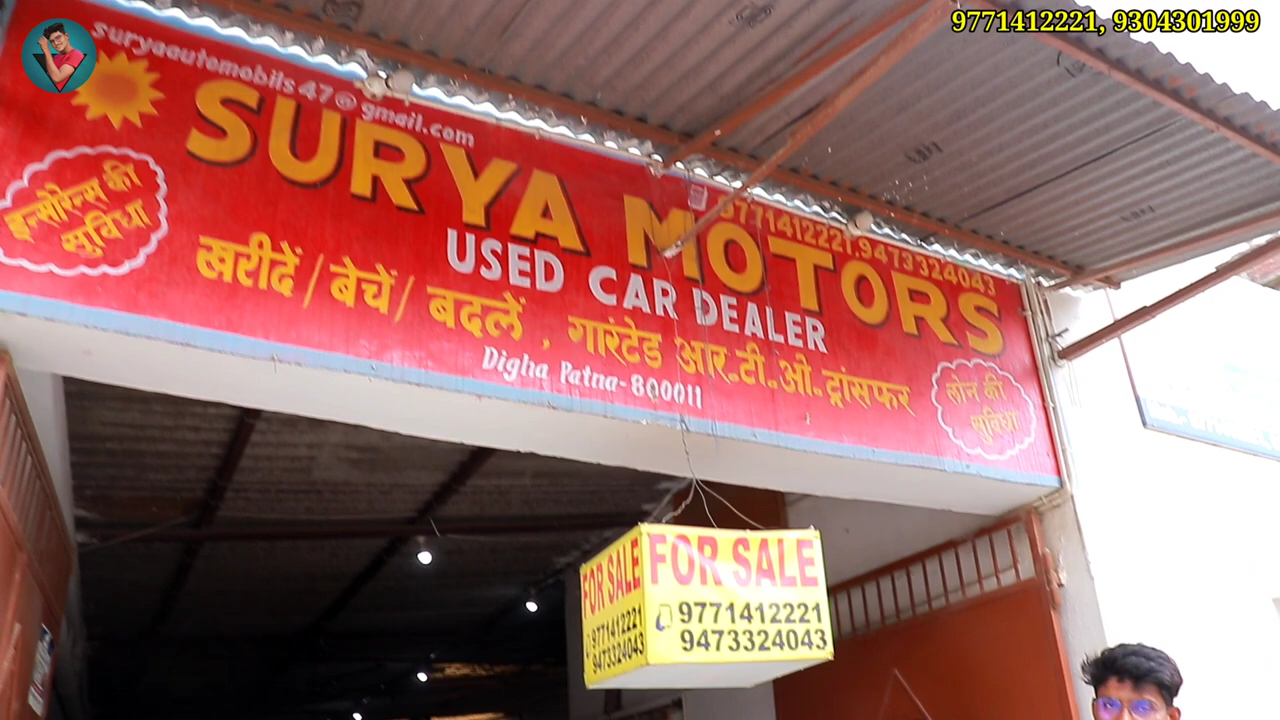 9771412221, 9304301999
suryaautomobils47@gmail.com
9771412221,9473324043
SURYA MOTORS
USED CAR DEALER
इन्सोरेन्स की
सुविधा
खरीदें / बेचें / बदलें , गारंटेड आर.टी.ओ. ट्रांसफर
लोन की
सुविधा
Digha Patna-800011
FOR SALE
9771412221
9473324043
FOR SALE
9771412221
9473324043